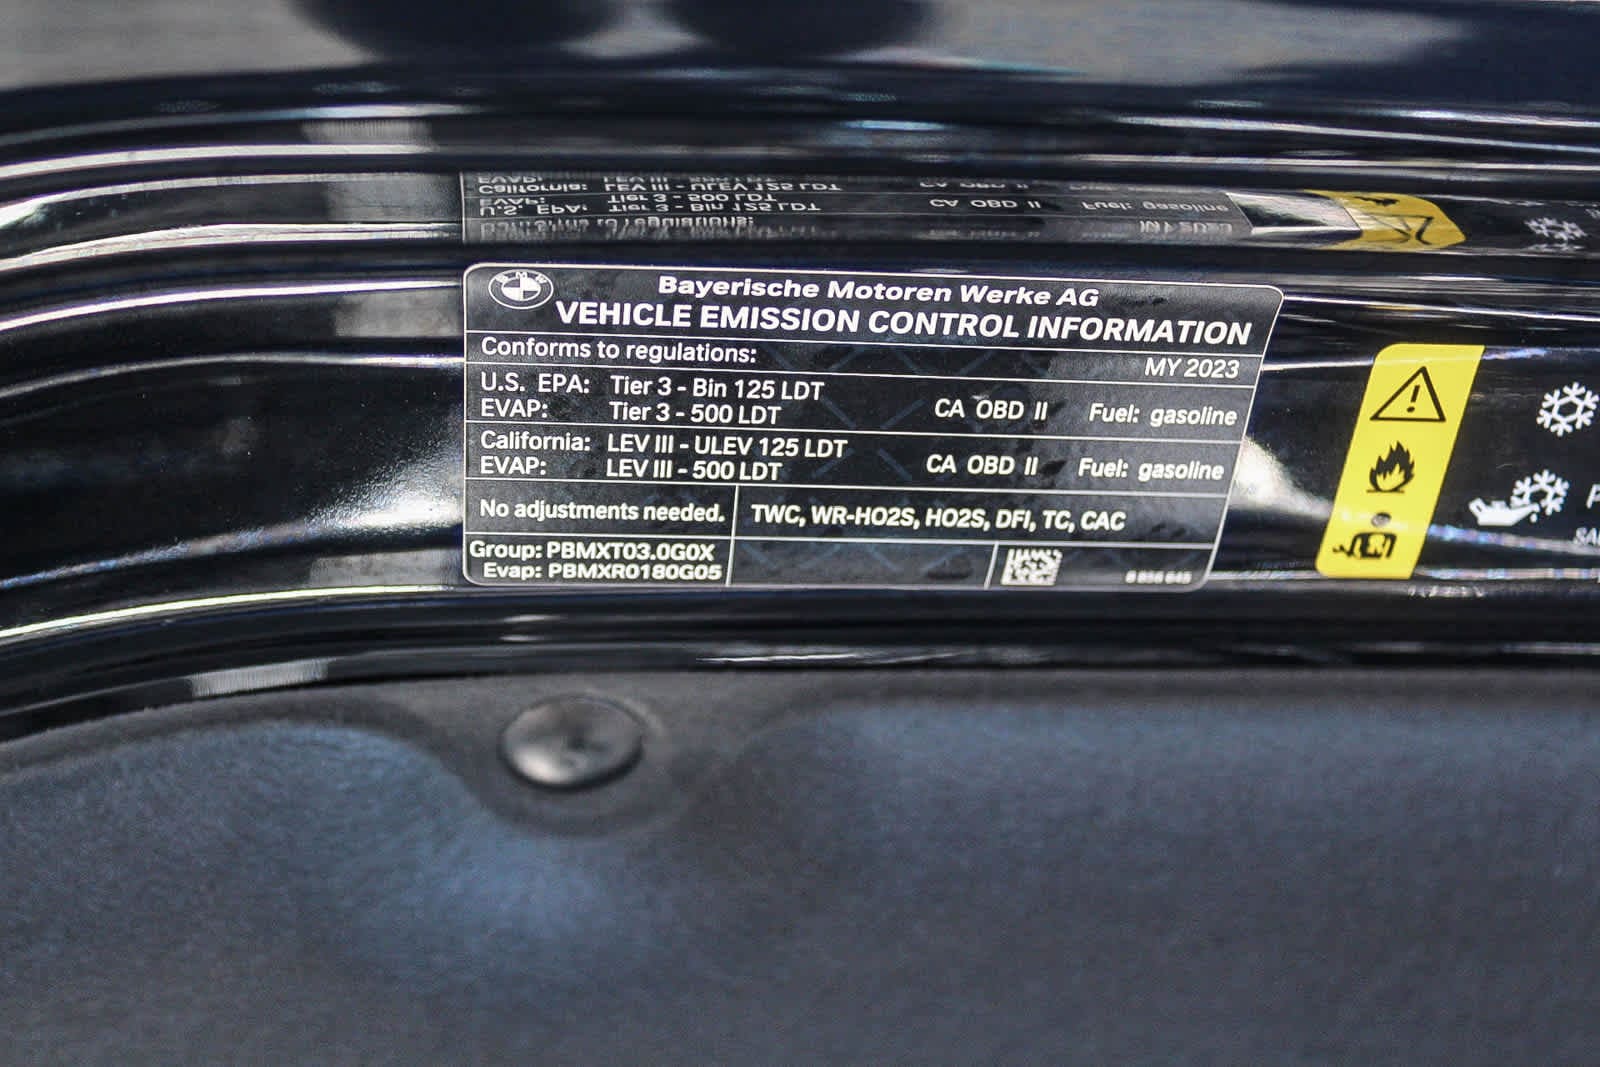 BMW
Bayerische Motoren Werke AG
VEHICLE EMISSION CONTROL INFORMATION
Conforms to regulations:
MY 2023
U.S. EPA: Tier 3 - Bin 125 LDT
EVAP: Tier 3 - 500 LDT
CA OBD II Fuel: gasoline
California: LEV III - ULEV 125 LDT
EVAP: LEV III - 500 LDT
CA OBD II Fuel: gasoline
No adjustments needed.
TWC, WR-HO2S, HO2S, DFI, TC, CAC
Group: PBMXT03.0G0X
Evap: PBMXR0180G05